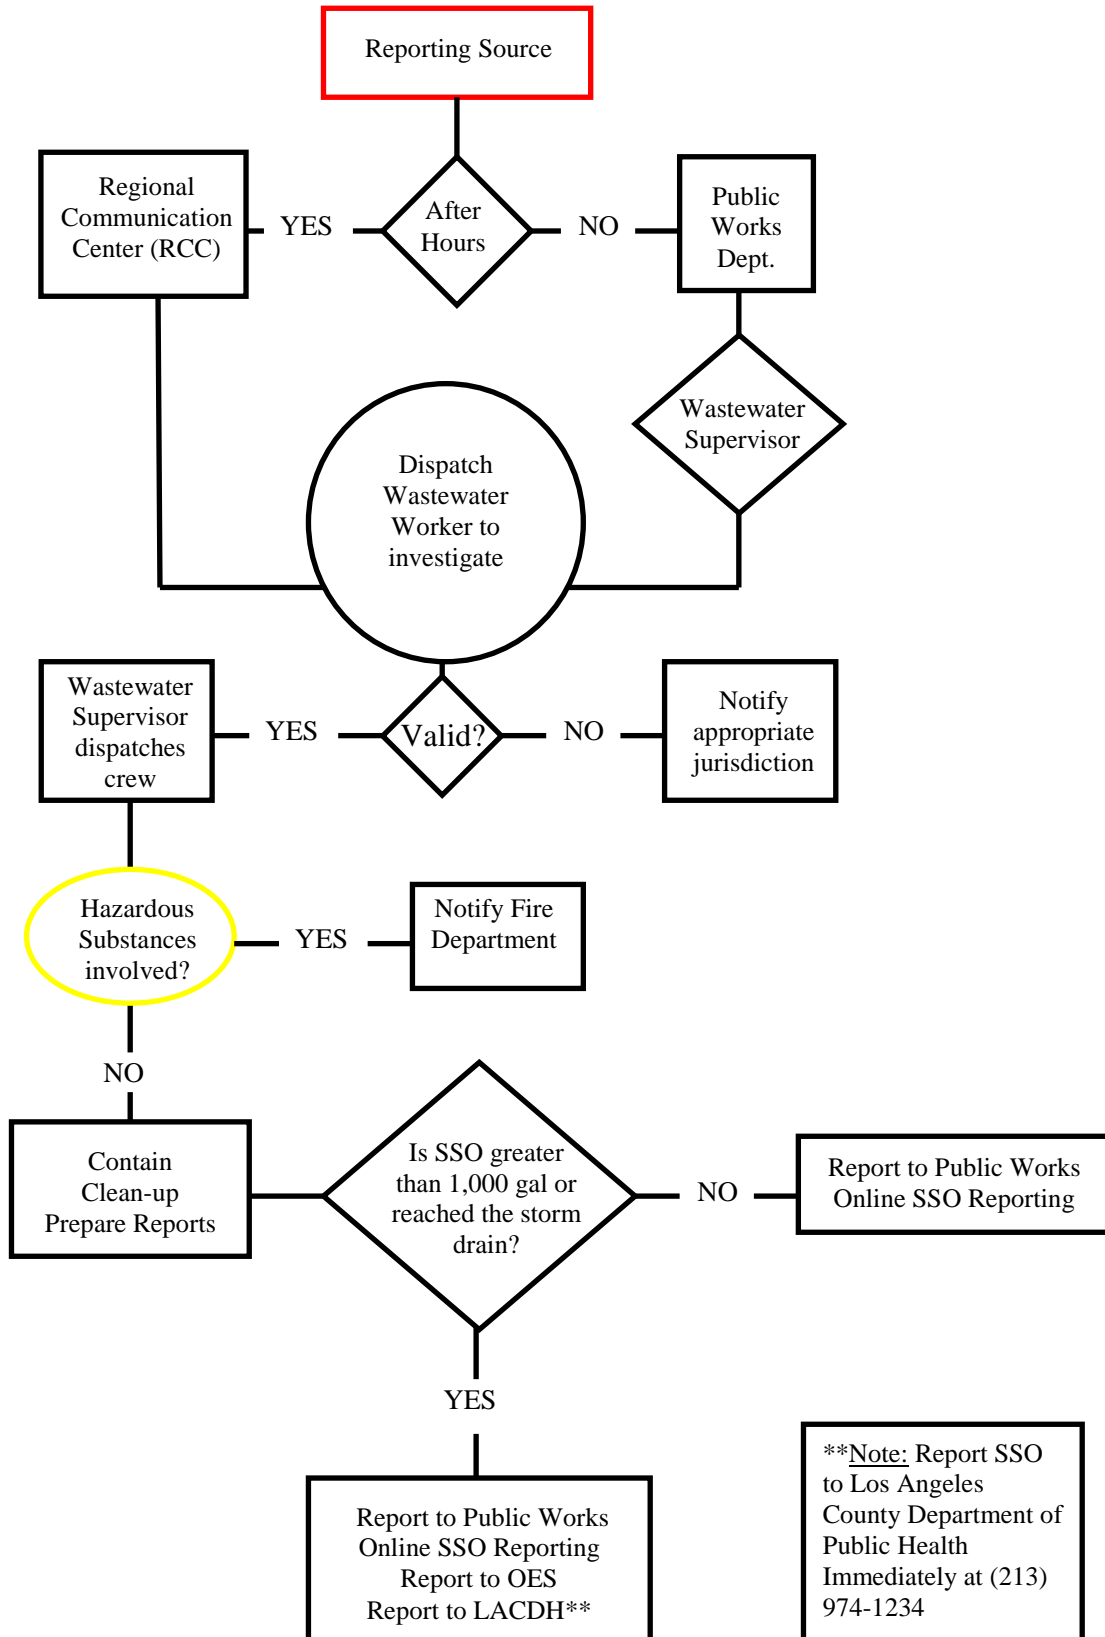 Reporting Source
Regional
Communication
Center (RCC)
YES
After
Hours
NO
Public
Works
Dept.
Wastewater
Supervisor
Dispatch
Wastewater
Worker to
investigate
Wastewater
Supervisor
dispatches
crew
YES
Valid?
NO
Notify
appropriate
jurisdiction
Hazardous
Substances
involved?
YES
Notify Fire
Department
NO
Contain
Clean-up
Prepare Reports
Is SSO greater
than 1,000 gal or
reached the storm
drain?
NO
Report to Public Works
Online SSO Reporting
YES
Report to Public Works
Online SSO Reporting
Report to OES
Report to LACDH**
**Note: Report SSO
to Los Angeles
County Department of
Public Health
Immediately at (213)
974-1234